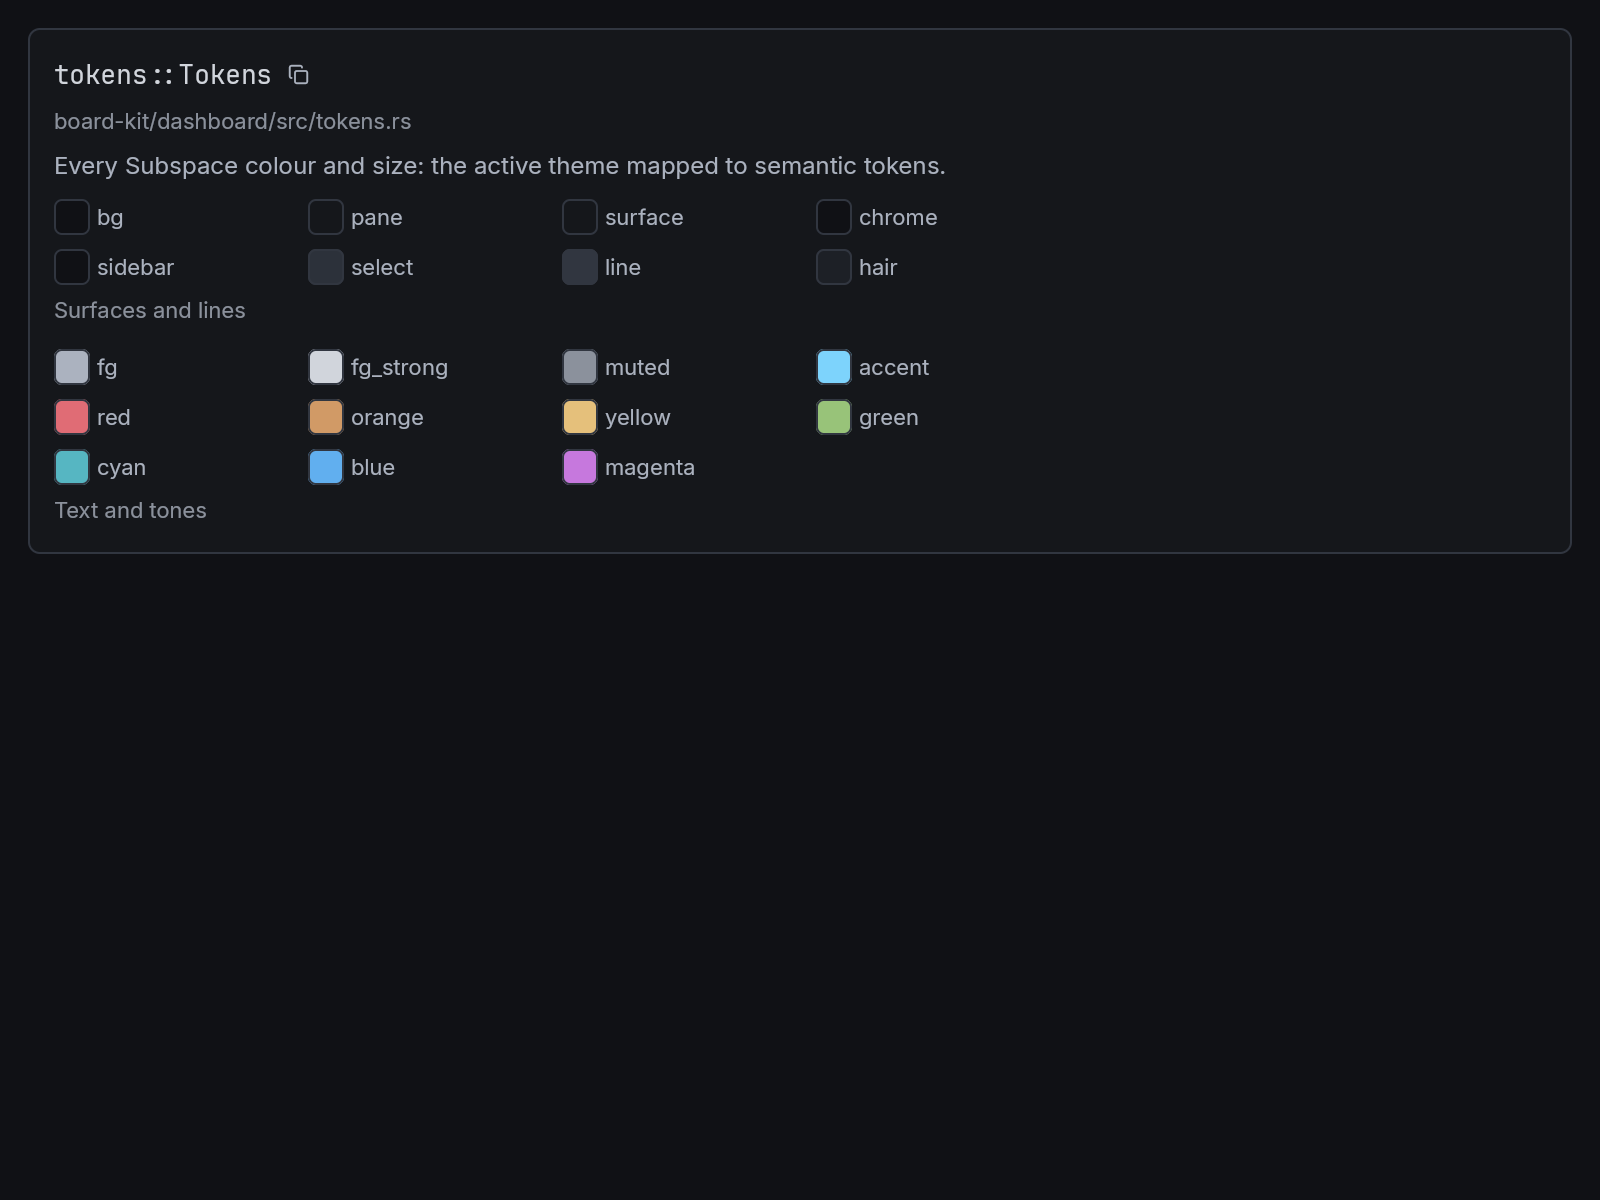 tokens::Tokens
board-kit/dashboard/src/tokens.rs
Every Subspace colour and size: the active theme mapped to semantic tokens.
bg pane surface chrome
sidebar select line hair
Surfaces and lines
fg fg_strong muted accent
red orange yellow green
cyan blue magenta
Text and tones